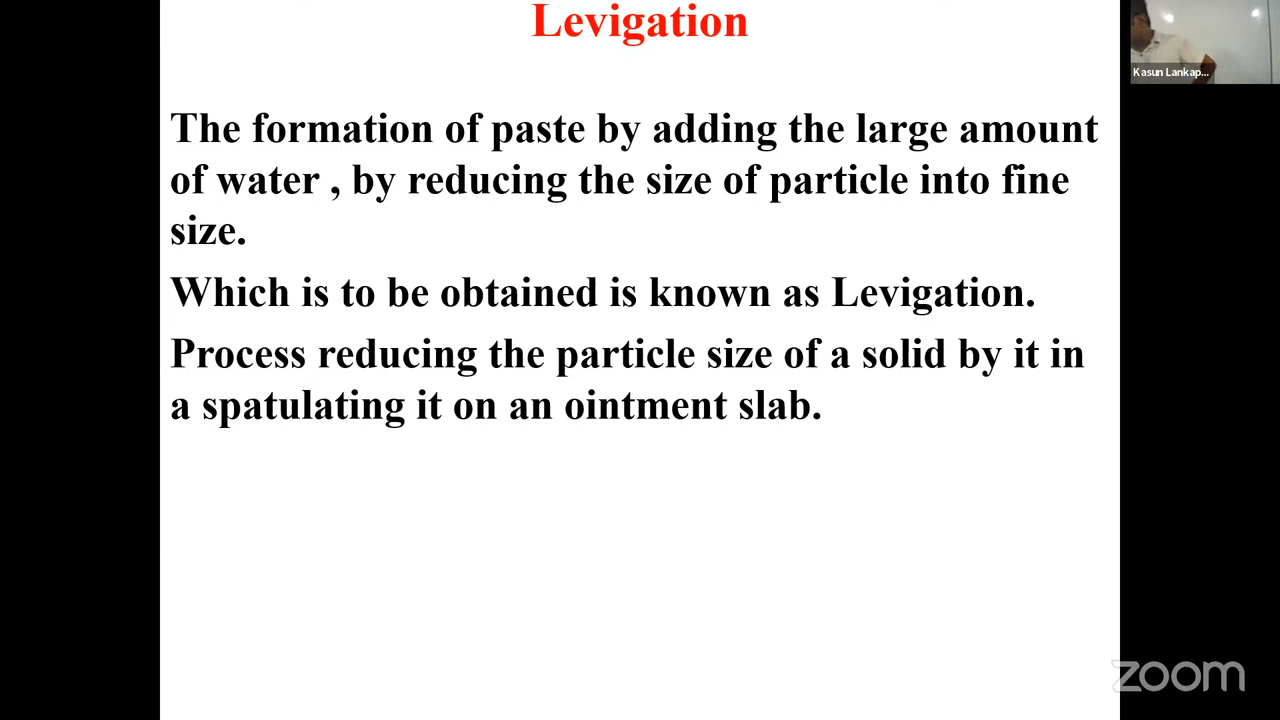 Levigation
Kasun Lankap...
The formation of paste by adding the large amount
of water , by reducing the size of particle into fine
size.
Which is to be obtained is known as Levigation.
Process reducing the particle size of a solid by it in
a spatulating it on an ointment slab.
zoom